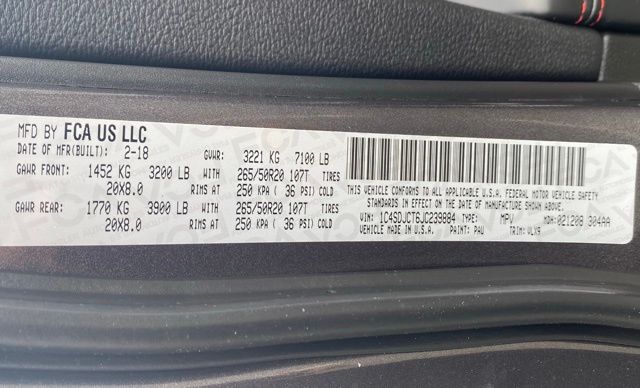 MFD BY FCA US LLC
DATE OF MFR(BUILT): 2-18 GVWR: 3221 KG 7100 LB
GAWR FRONT: 1452 KG 3200 LB WITH 265/50R20 107T TIRES
20X8.0 RIMS AT 250 KPA ( 36 PSI) COLD
GAWR REAR: 1770 KG 3900 LB WITH 265/50R20 107T TIRES
20X8.0 RIMS AT 250 KPA ( 36 PSI) COLD
THIS VEHICLE CONFORMS TO ALL APPLICABLE U.S.A. FEDERAL MOTOR VEHICLE SAFETY
STANDARDS IN EFFECT ON THE DATE OF MANUFACTURE SHOWN ABOVE.
VIN: 1C4SDJCT6JC239884 TYPE: MPV MDH: 021208 304AA
VEHICLE MADE IN U.S.A. PAINT: PAU TRIM: VLX9